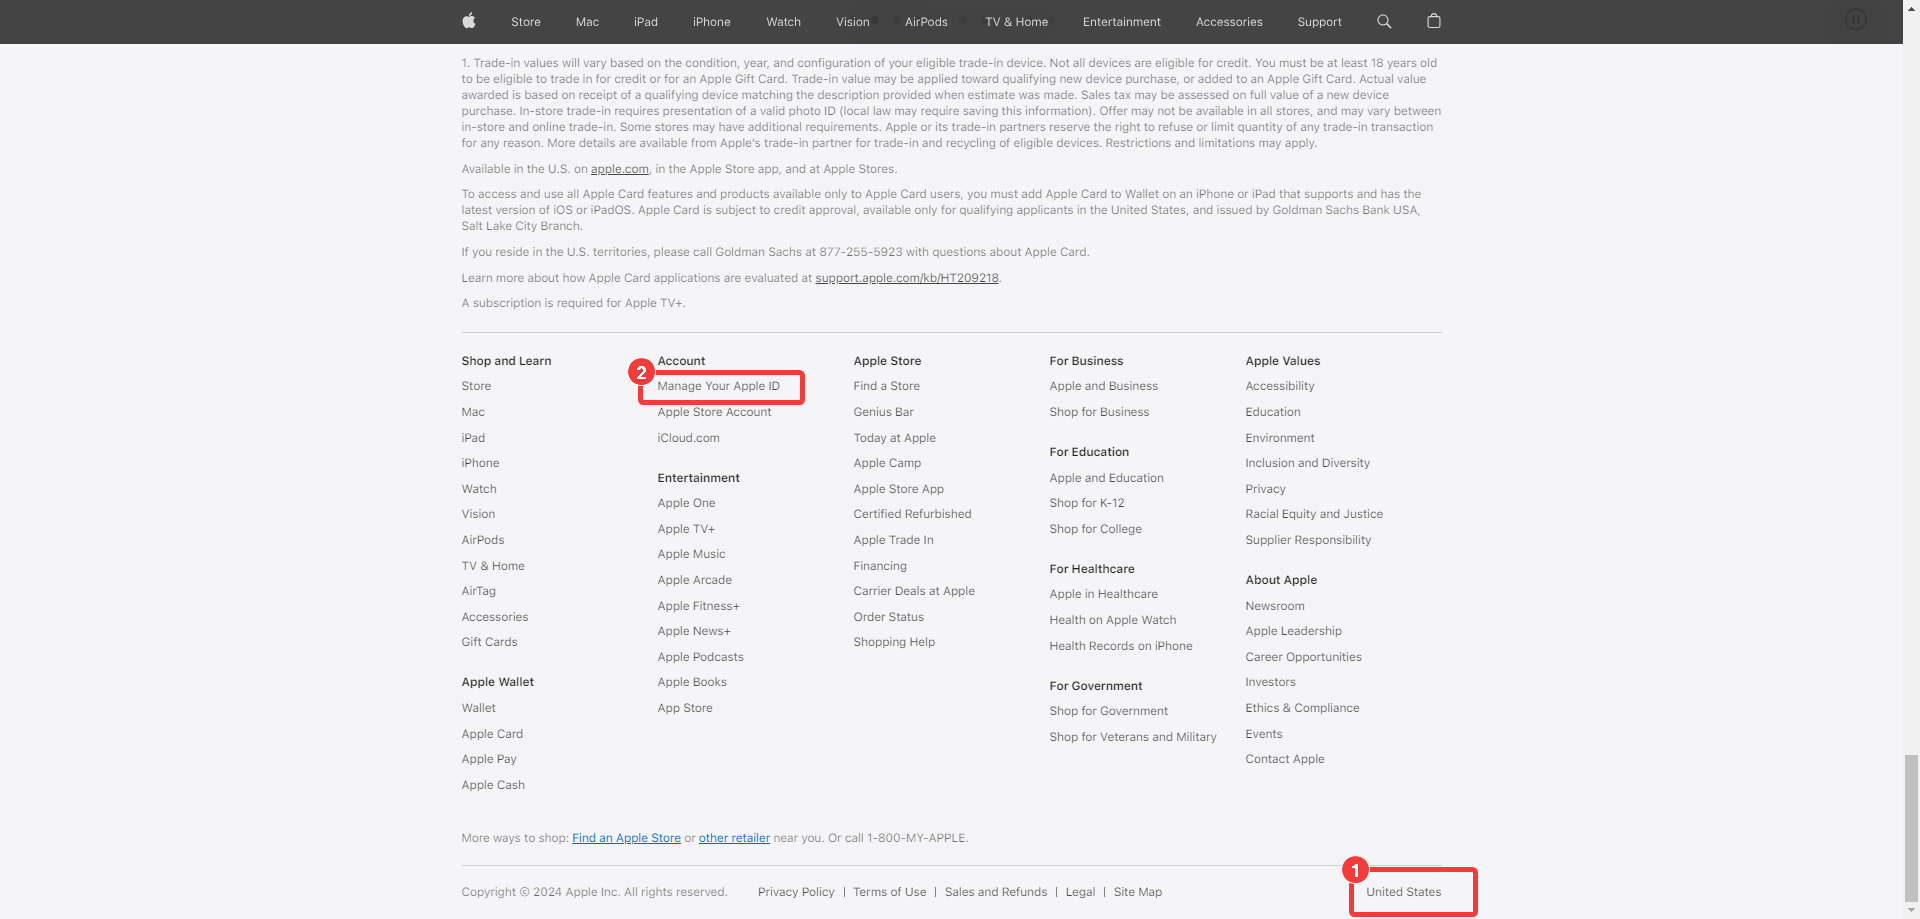 Store Mac iPad iPhone Watch Vision AirPods TV & Home Entertainment Accessories Support
1. Trade-in values will vary based on the condition, year, and configuration of your eligible trade-in device. Not all devices are eligible for credit. You must be at least 18 years old
to be eligible to trade in for credit or for an Apple Gift Card. Trade-in value may be applied toward qualifying new device purchase, or added to an Apple Gift Card. Actual value
awarded is based on receipt of a qualifying device matching the description provided when estimate was made. Sales tax may be assessed on full value of a new device
purchase. In-store trade-in requires presentation of a valid photo ID (local law may require saving this information). Offer may not be available in all stores, and may vary between
in-store and online trade-in. Some stores may have additional requirements. Apple or its trade-in partners reserve the right to refuse or limit quantity of any trade-in transaction
for any reason. More details are available from Apple's trade-in partner for trade-in and recycling of eligible devices. Restrictions and limitations may apply.
Available in the U.S. on apple.com, in the Apple Store app, and at Apple Stores.
To access and use all Apple Card features and products available only to Apple Card users, you must add Apple Card to Wallet on an iPhone or iPad that supports and has the
latest version of iOS or iPadOS. Apple Card is subject to credit approval, available only for qualifying applicants in the United States, and issued by Goldman Sachs Bank USA,
Salt Lake City Branch.
If you reside in the U.S. territories, please call Goldman Sachs at 877-255-5923 with questions about Apple Card.
Learn more about how Apple Card applications are evaluated at support.apple.com/kb/HT209218.
A subscription is required for Apple TV+.
Shop and Learn
Store
Mac
iPad
iPhone
Watch
Vision
AirPods
TV & Home
AirTag
Accessories
Gift Cards
Apple Wallet
Wallet
Apple Card
Apple Pay
Apple Cash
Account
2
Manage Your Apple ID
Apple Store Account
iCloud.com
Entertainment
Apple One
Apple TV+
Apple Music
Apple Arcade
Apple Fitness+
Apple News+
Apple Podcasts
Apple Books
App Store
Apple Store
Find a Store
Genius Bar
Today at Apple
Apple Camp
Apple Store App
Certified Refurbished
Apple Trade In
Financing
Carrier Deals at Apple
Order Status
Shopping Help
For Business
Apple and Business
Shop for Business
For Education
Apple and Education
Shop for K-12
Shop for College
For Healthcare
Apple in Healthcare
Health on Apple Watch
Health Records on iPhone
For Government
Shop for Government
Shop for Veterans and Military
Apple Values
Accessibility
Education
Environment
Inclusion and Diversity
Privacy
Racial Equity and Justice
Supplier Responsibility
About Apple
Newsroom
Apple Leadership
Career Opportunities
Investors
Ethics & Compliance
Events
Contact Apple
More ways to shop: Find an Apple Store or other retailer near you. Or call 1-800-MY-APPLE.
Copyright © 2024 Apple Inc. All rights reserved. Privacy Policy | Terms of Use | Sales and Refunds | Legal | Site Map
1
United States